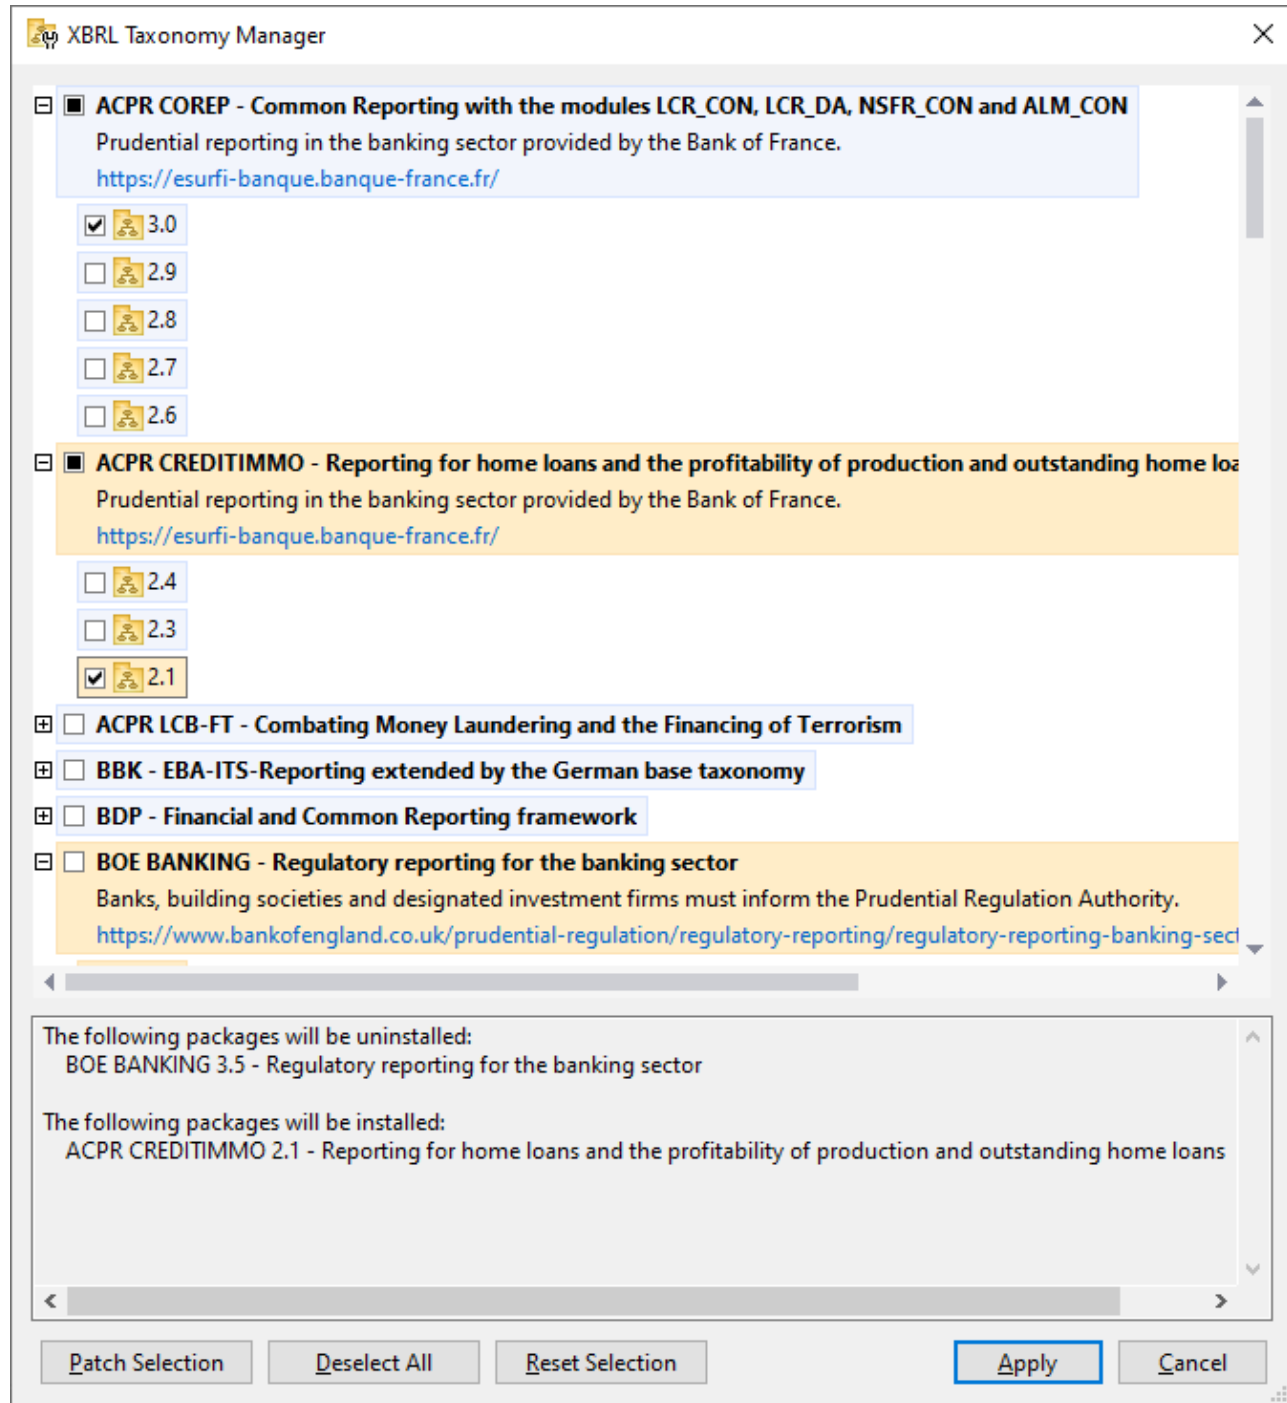 XBRL Taxonomy Manager
ACPR COREP - Common Reporting with the modules LCR_CON, LCR_DA, NSFR_CON and ALM_CON
Prudential reporting in the banking sector provided by the Bank of France.
https://esurfi-banque.banque-france.fr/
3.0
2.9
2.8
2.7
2.6
ACPR CREDITIMMO - Reporting for home loans and the profitability of production and outstanding home loa
Prudential reporting in the banking sector provided by the Bank of France.
https://esurfi-banque.banque-france.fr/
2.4
2.3
2.1
ACPR LCB-FT - Combating Money Laundering and the Financing of Terrorism
BBK - EBA-ITS-Reporting extended by the German base taxonomy
BDP - Financial and Common Reporting framework
BOE BANKING - Regulatory reporting for the banking sector
Banks, building societies and designated investment firms must inform the Prudential Regulation Authority.
https://www.bankofengland.co.uk/prudential-regulation/regulatory-reporting/regulatory-reporting-banking-sect
The following packages will be uninstalled:
BOE BANKING 3.5 - Regulatory reporting for the banking sector
The following packages will be installed:
ACPR CREDITIMMO 2.1 - Reporting for home loans and the profitability of production and outstanding home loans
Patch Selection
Deselect All
Reset Selection
Apply
Cancel